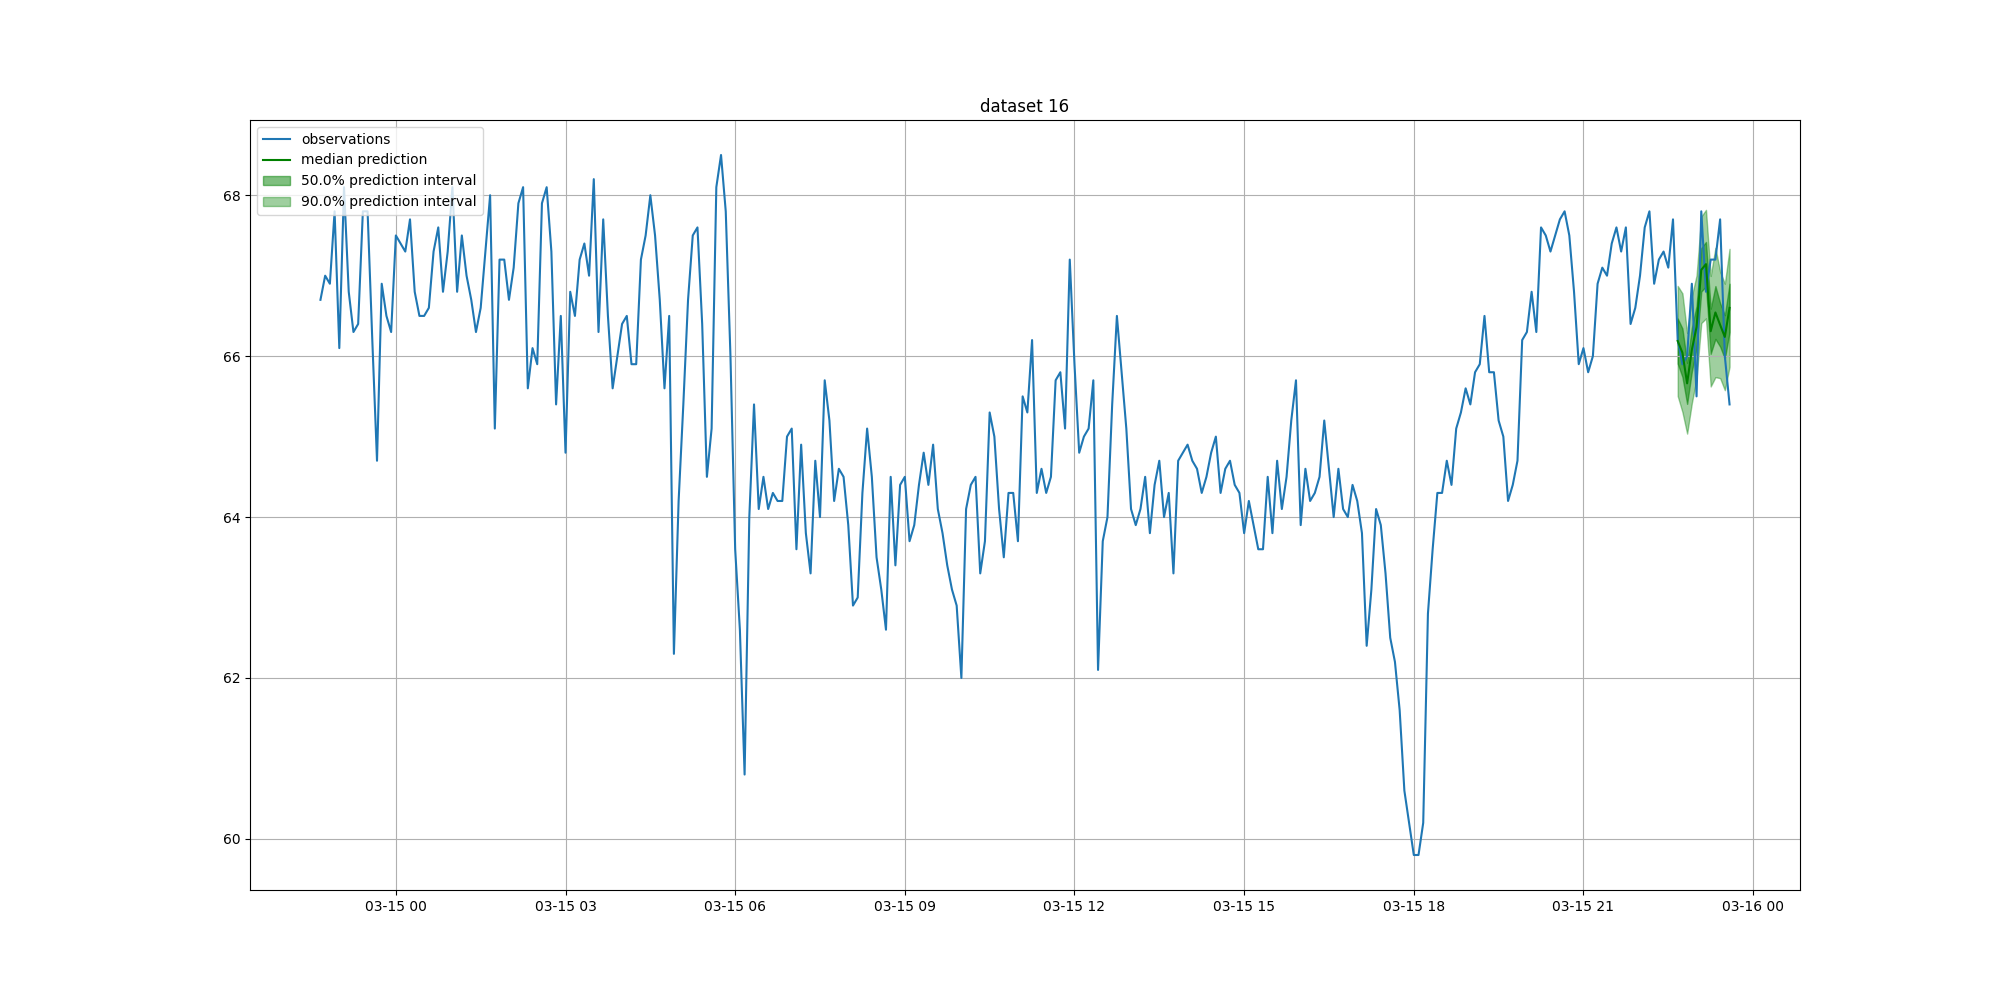 dataset 16
observations
median prediction
50.0% prediction interval
90.0% prediction interval
68
66
64
62
60
03-15 00 03-15 03 03-15 06 03-15 09 03-15 12 03-15 15 03-15 18 03-15 21 03-16 00